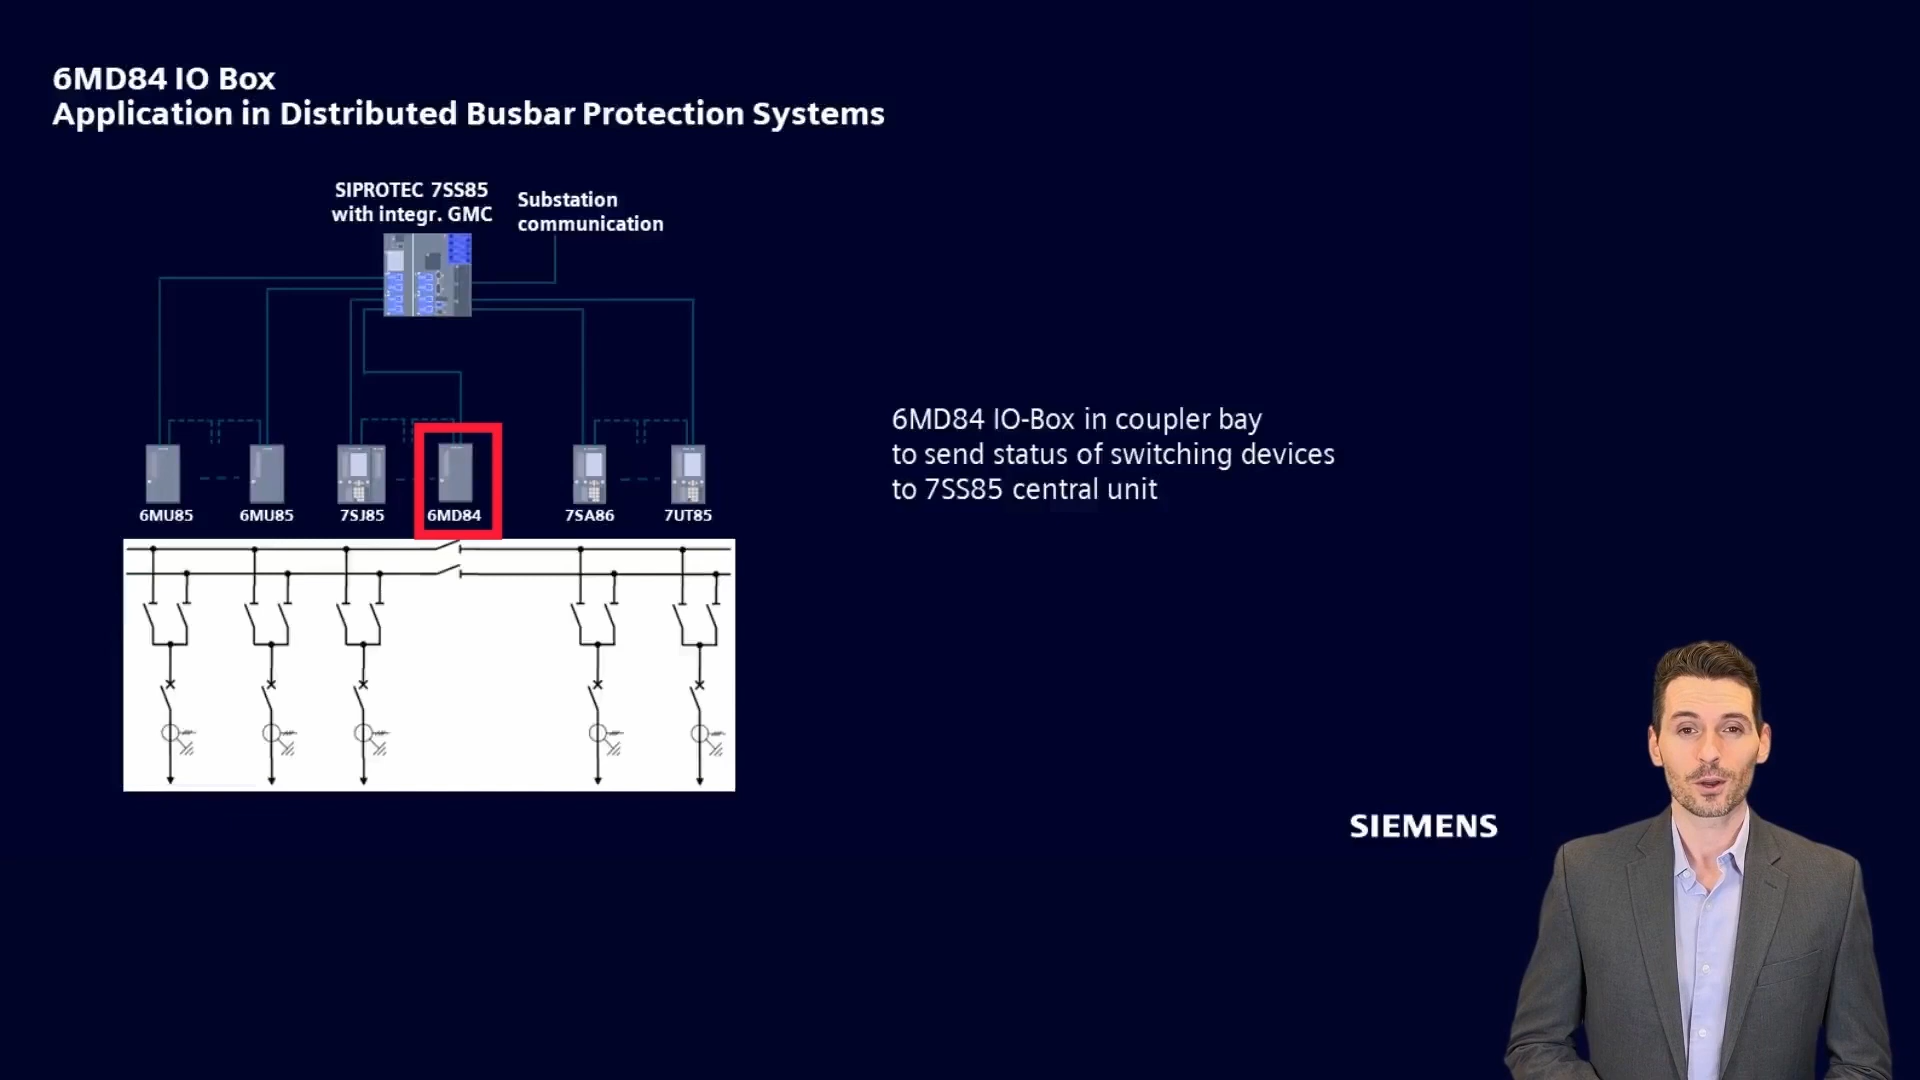 6MD84 IO Box
Application in Distributed Busbar Protection Systems
SIPROTEC 7SS85
with integr. GMC
Substation
communication
6MU85
6MU85
7SJ85
6MD84
7SA86
7UT85
6MD84 IO-Box in coupler bay
to send status of switching devices
to 7SS85 central unit
SIEMENS